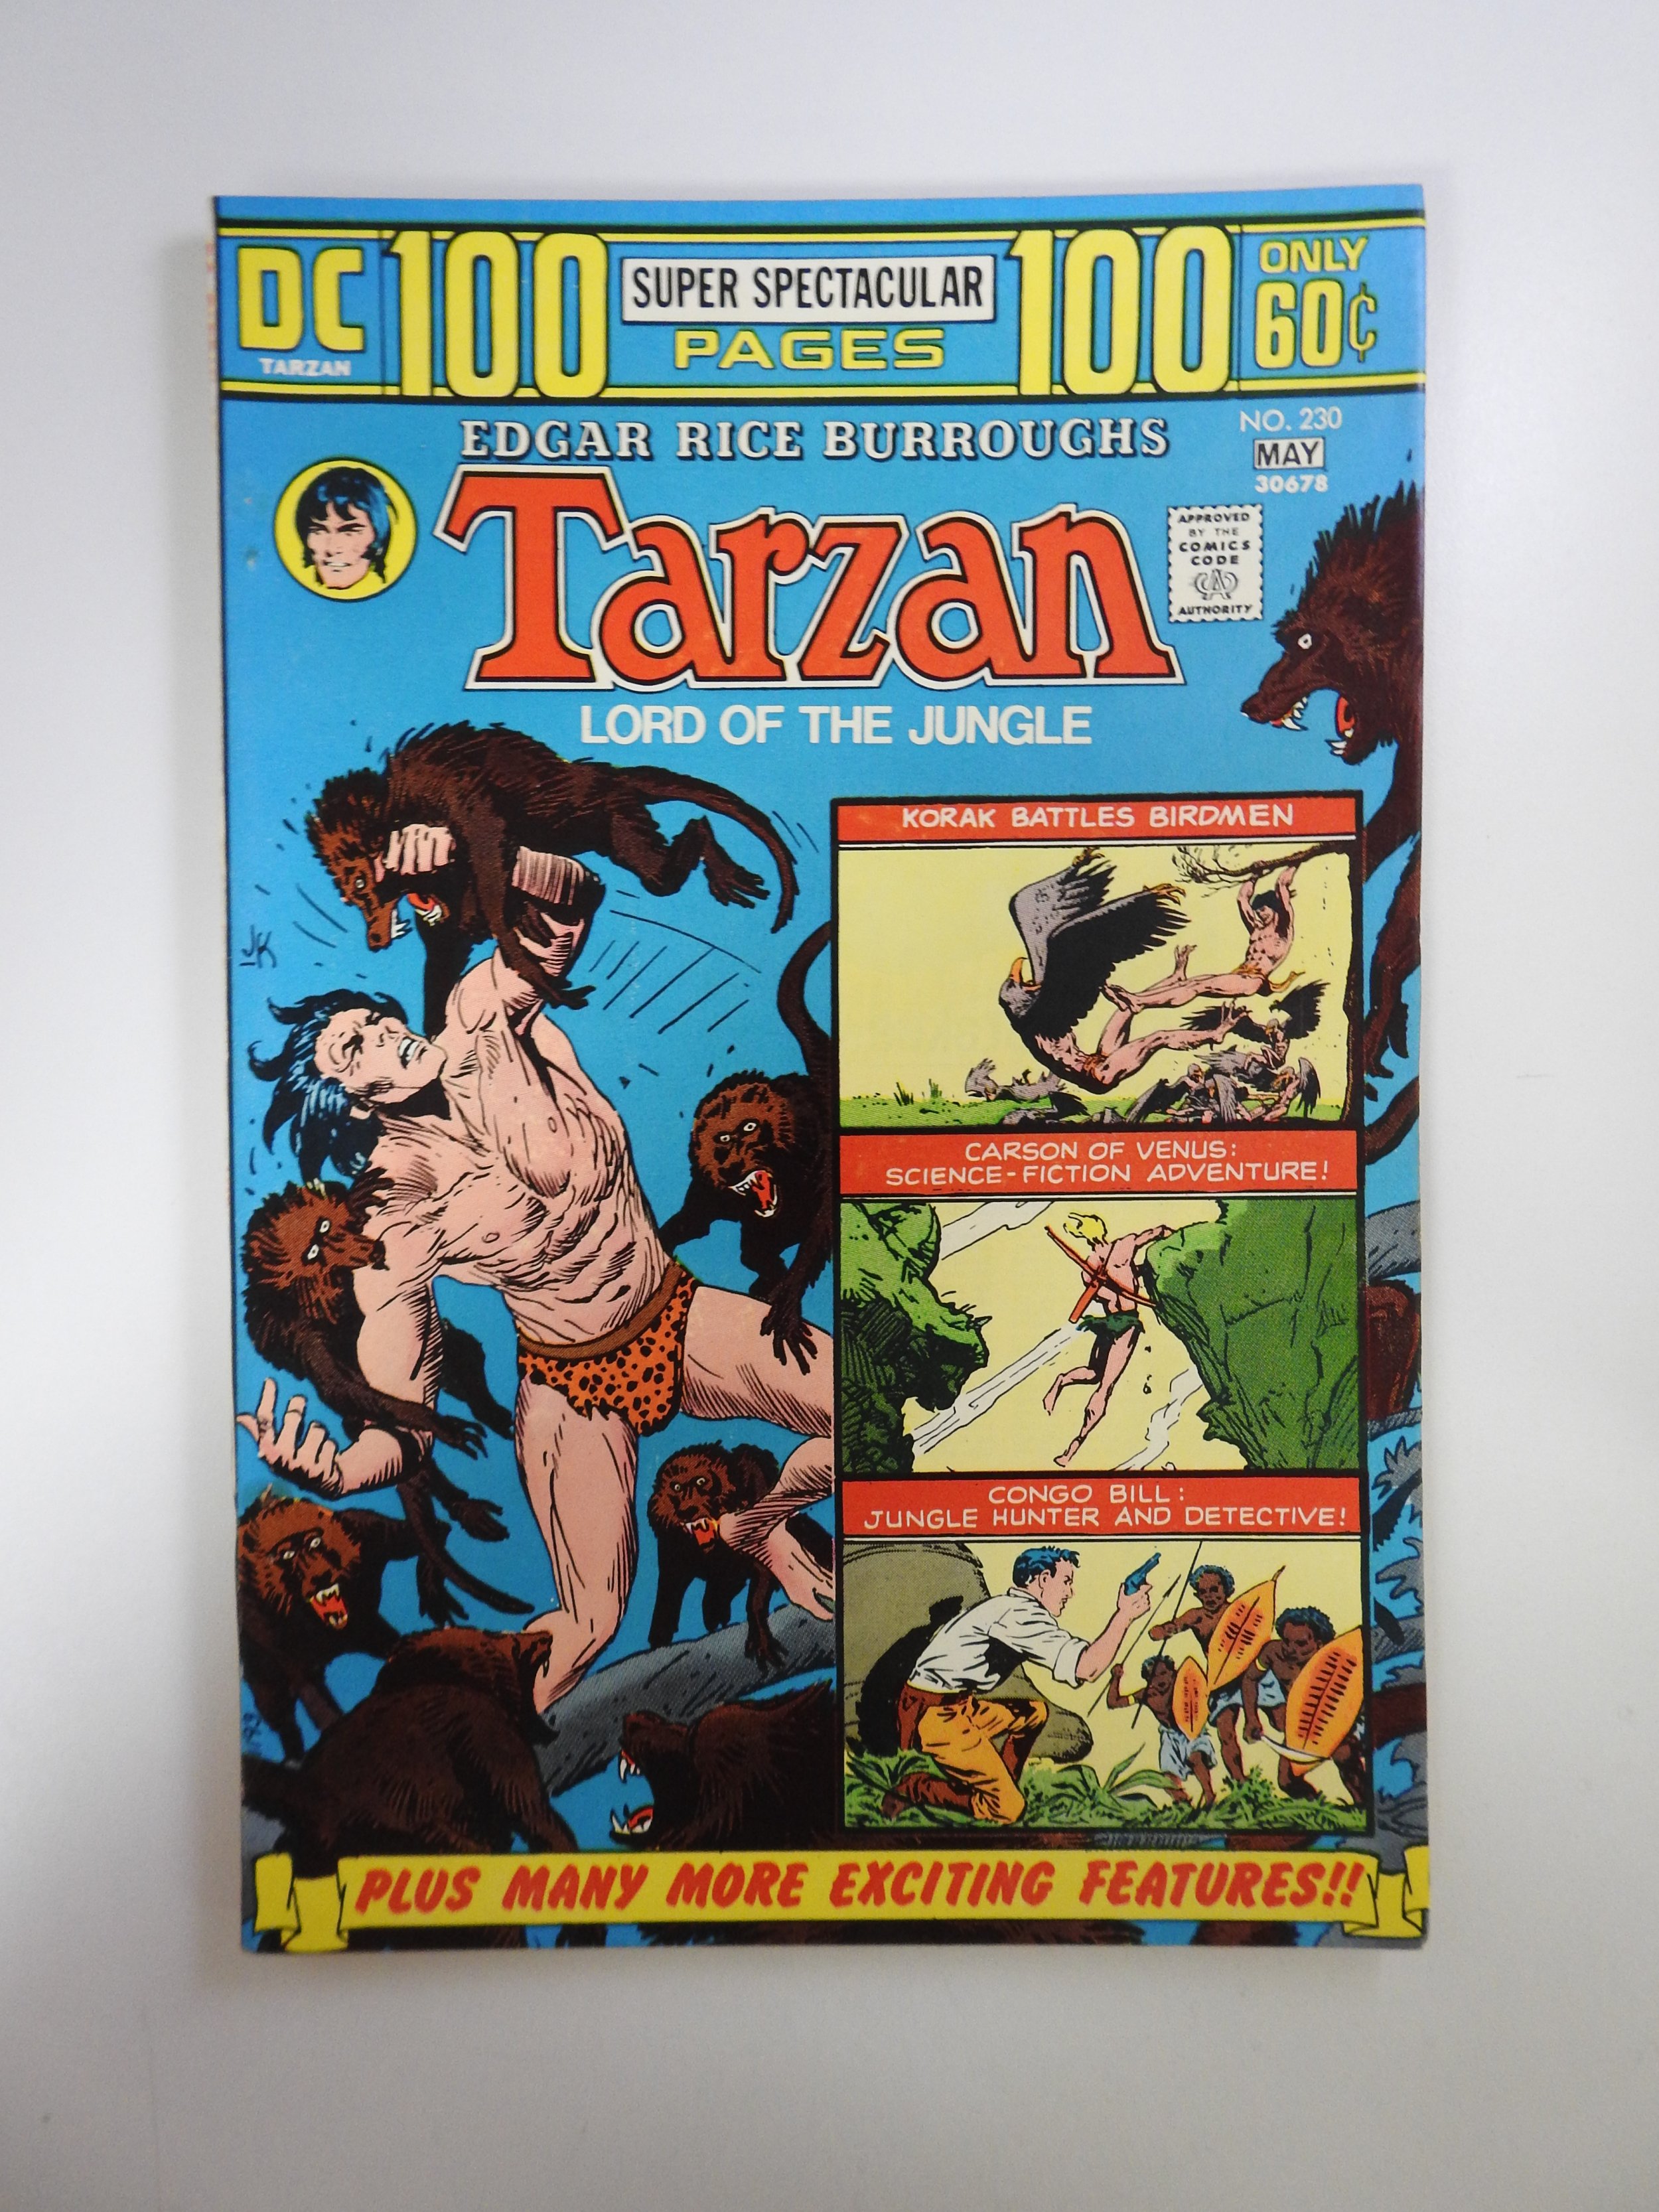 DC
TARZAN
100
SUPER SPECTACULAR
PAGES
100
ONLY
60¢
EDGAR RICE BURROUGHS
NO. 230
MAY
30678
Tarzan
APPROVED
BY THE
COMICS
CODE
CA
AUTHORITY
LORD OF THE JUNGLE
KORAK BATTLES BIRDMEN
JK
CARSON OF VENUS:
SCIENCE-FICTION ADVENTURE!
CONGO BILL:
JUNGLE HUNTER AND DETECTIVE!
PLUS MANY MORE EXCITING FEATURES!!